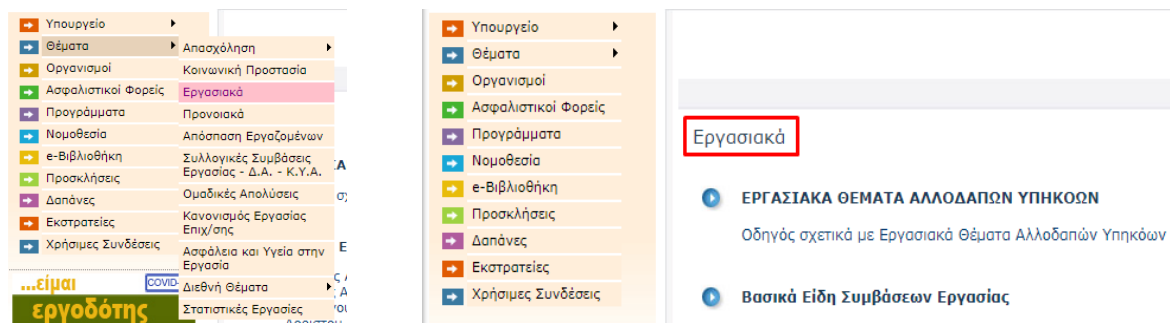 Υπουργείο
Θέματα
Οργανισμοί
Ασφαλιστικοί Φορείς
Προγράμματα
Νομοθεσία
e-Βιβλιοθήκη
Προσκλήσεις
Δαπάνες
Εκστρατείες
Χρήσιμες Συνδέσεις
...είμαι
εργοδότης
COVID-
Απασχόληση
Κοινωνική Προστασία
Εργασιακά
Προνοιακά
Απόσπαση Εργαζομένων
Συλλογικές Συμβάσεις
Εργασίας - Δ.Α. - Κ.Υ.Α.
Ομαδικές Απολύσεις
Κανονισμός Εργασίας
Επιχ/σης
Ασφάλεια και Υγεία στην
Εργασία
Διεθνή Θέματα
Στατιστικές Εργασίες
Υπουργείο
Θέματα
Οργανισμοί
Ασφαλιστικοί Φορείς
Προγράμματα
Νομοθεσία
e-Βιβλιοθήκη
Προσκλήσεις
Δαπάνες
Εκστρατείες
Χρήσιμες Συνδέσεις
Εργασιακά
ΕΡΓΑΣΙΑΚΑ ΘΕΜΑΤΑ ΑΛΛΟΔΑΠΩΝ ΥΠΗΚΟΩΝ
Οδηγός σχετικά με Εργασιακά Θέματα Αλλοδαπών Υπηκόων
Βασικά Είδη Συμβάσεων Εργασίας